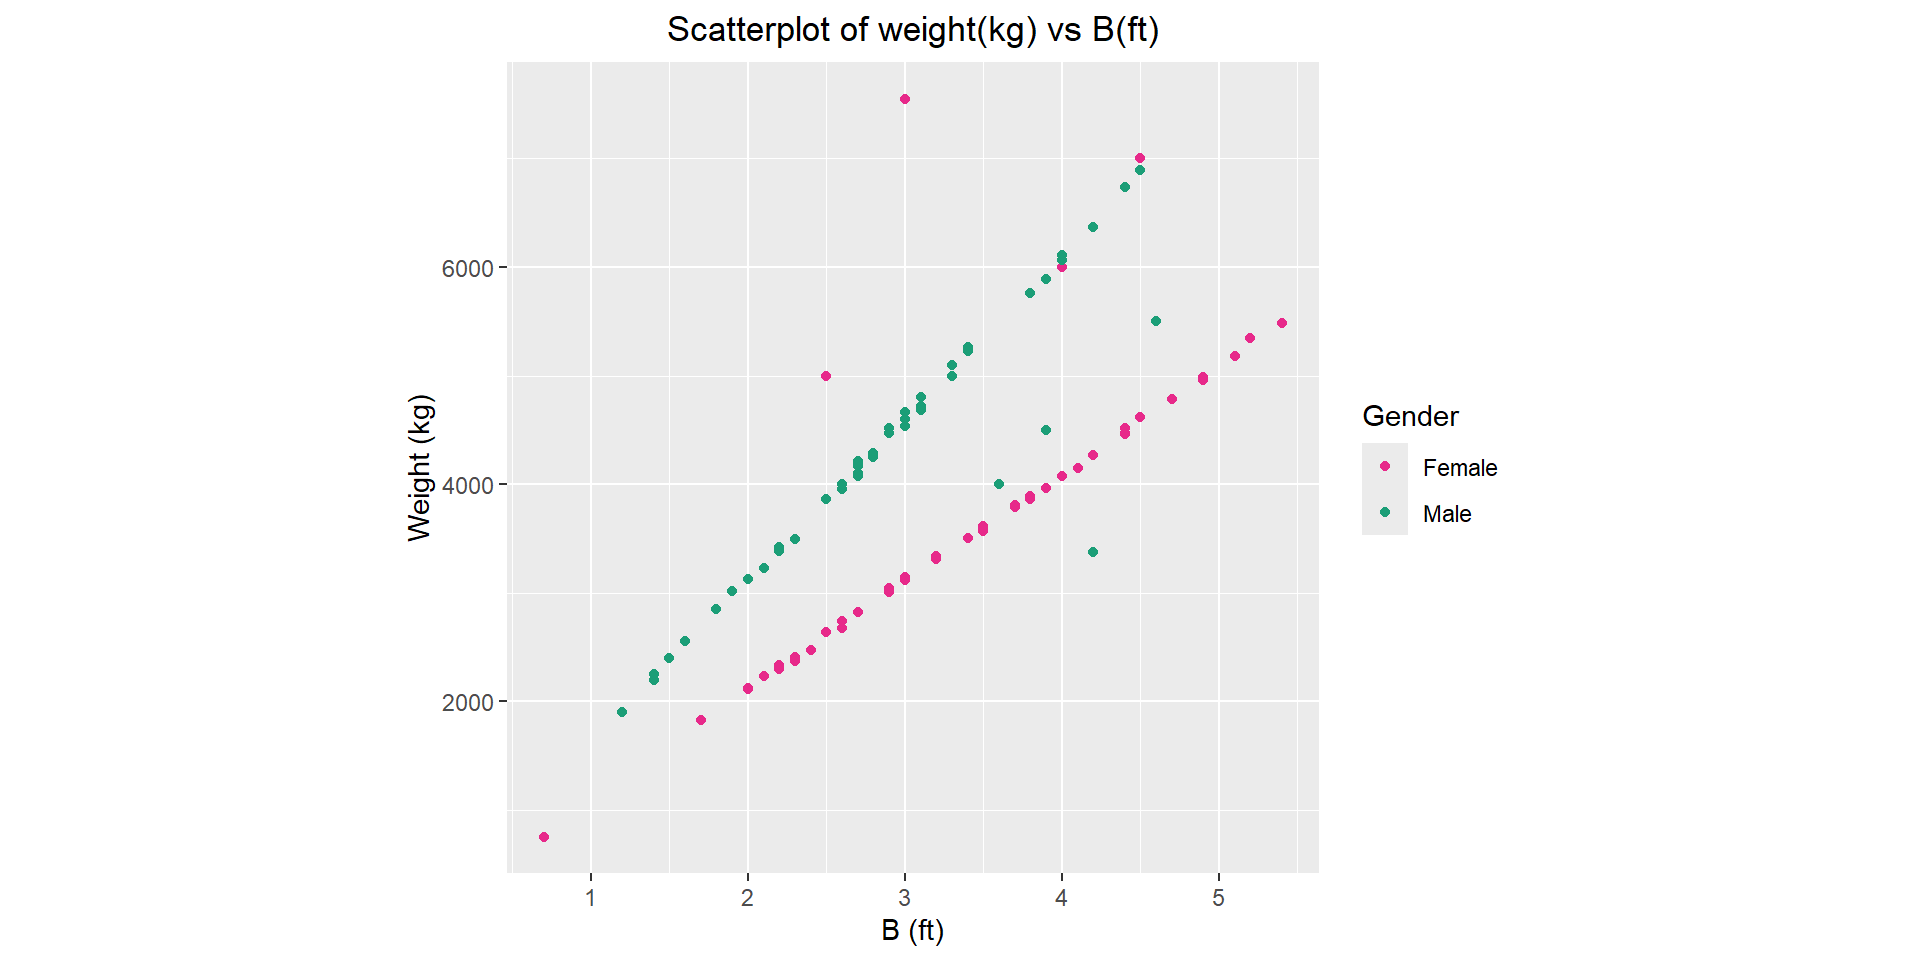 Scatterplot of weight(kg) vs B(ft)
Weight (kg)
6000
4000
2000
1
2
3
4
5
B (ft)
Gender
Female
Male